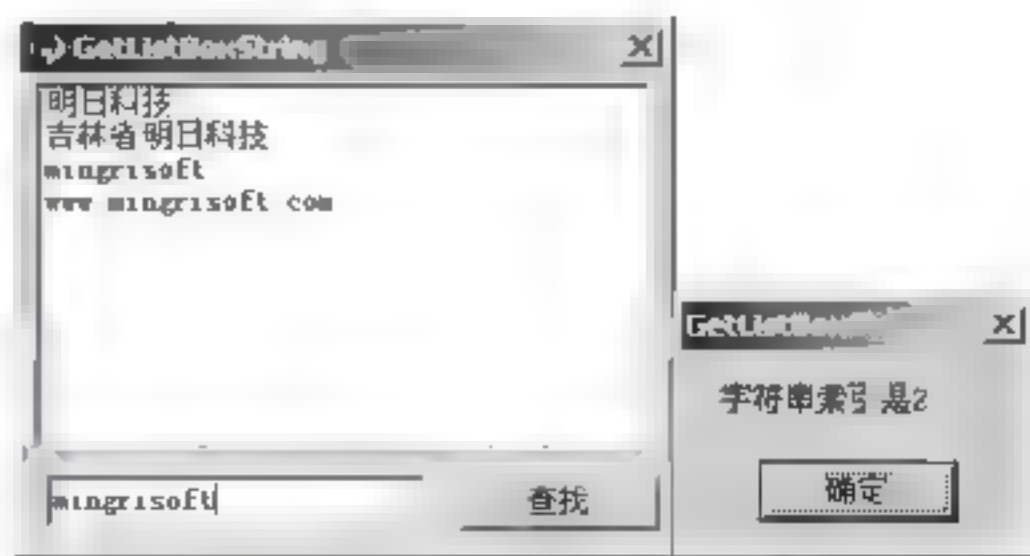 GetListBoxString
明日科技
吉林省明日科技
mingrisoft
www mingrisoft com
mingrisoft
查找
字符串索引是2
确定